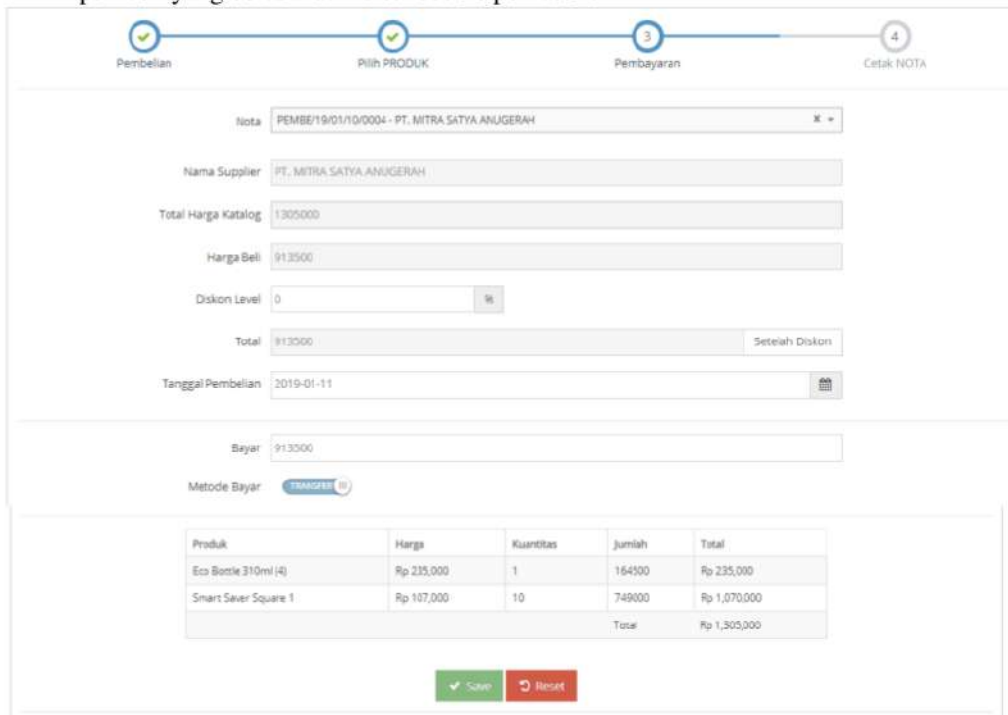 3
4
Pembelian
Pilih PRODUK
Pembayaran
Cetak NOTA
Nota PEMBE/19/01/10/0004 - PT. MITRA SATYA ANUGERAH
Nama Supplier PT. MITRA SATYA ANUGERAH
Total Harga Katalog 1305000
Harga Beli 913500
Diskon Level 0 %
Total 913500 Setelah Diskon
Tanggal Pembelian 2019-01-11
Bayar 913500
Metode Bayar TRANSFER
Produk Harga Kuantitas Jumlah Total
Eco Bottle 310ml (4) Rp 235,000 1 164500 Rp 235,000
Smart Saver Square 1 Rp 107,000 10 749000 Rp 1,070,000
Total Rp 1,305,000
Save Reset